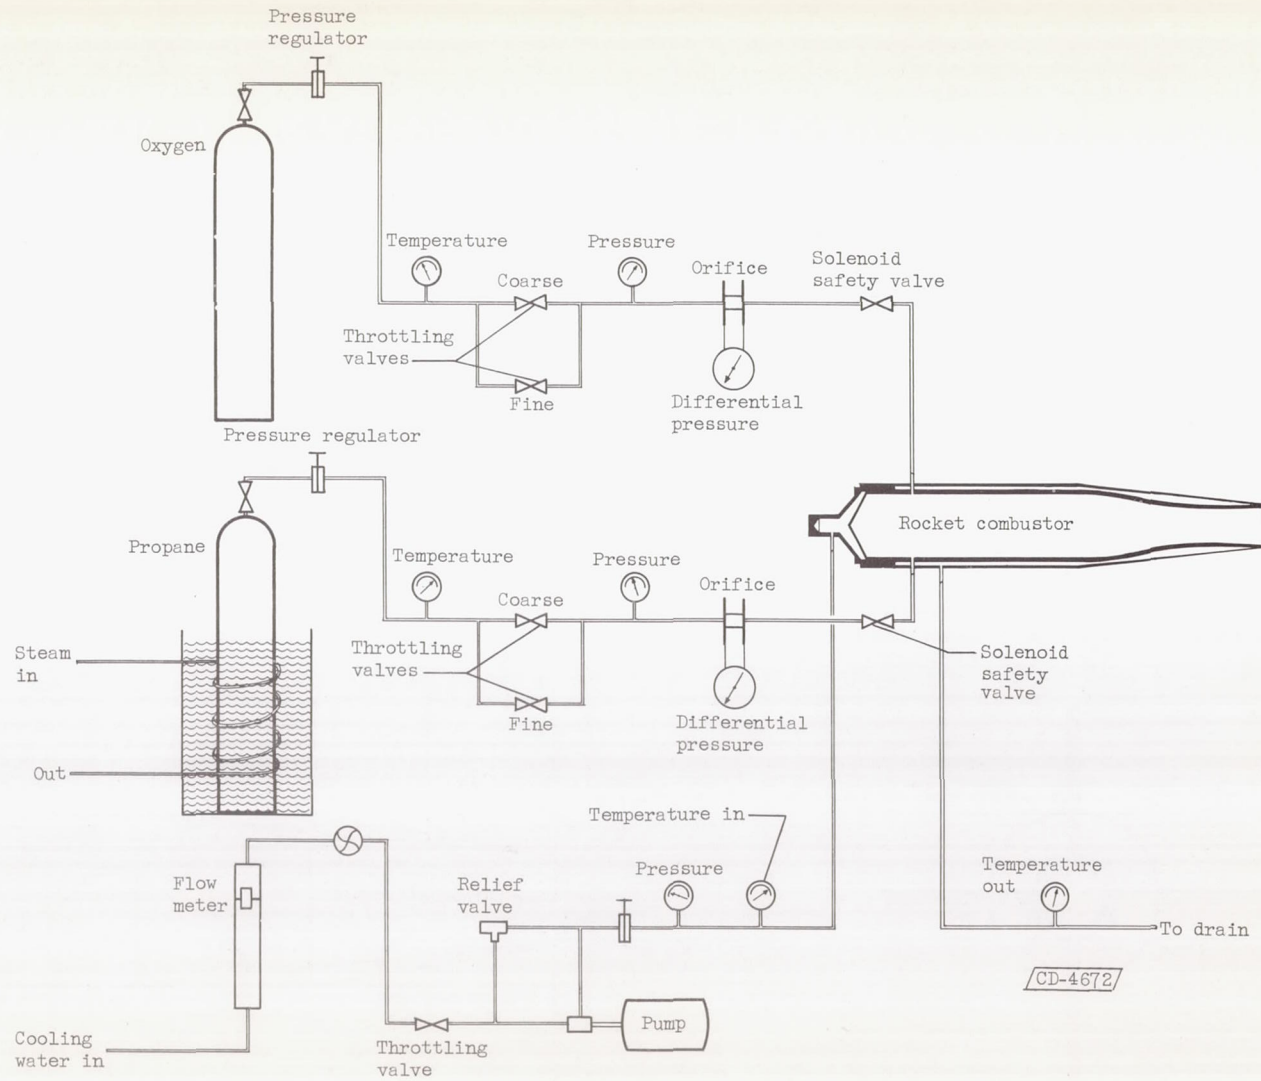 Pressure
regulator
Oxygen
Temperature
Pressure
Orifice
Solenoid
safety valve
Coarse
Throttling
valves
Fine
Differential
pressure
Pressure regulator
Rocket combustor
Propane
Temperature
Pressure
Orifice
Coarse
Throttling
valves
Fine
Differential
pressure
Solenoid
safety
valve
Steam
in
Out
Temperature in
Flow
meter
Relief
valve
Pressure
Temperature
out
To drain
CD-4672
Cooling
water in
Throttling
valve
Pump